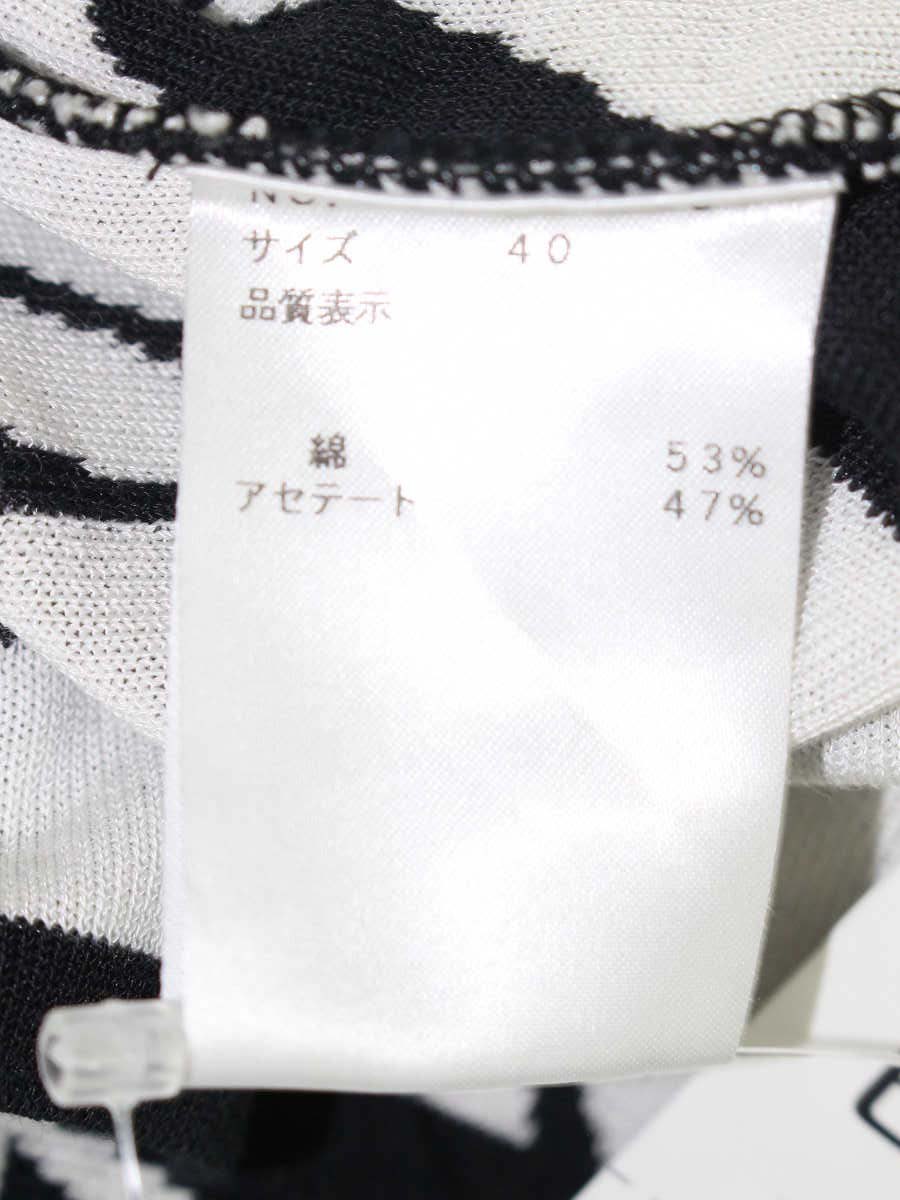 サイズ 40
品質表示
綿 53%
アセテート 47%